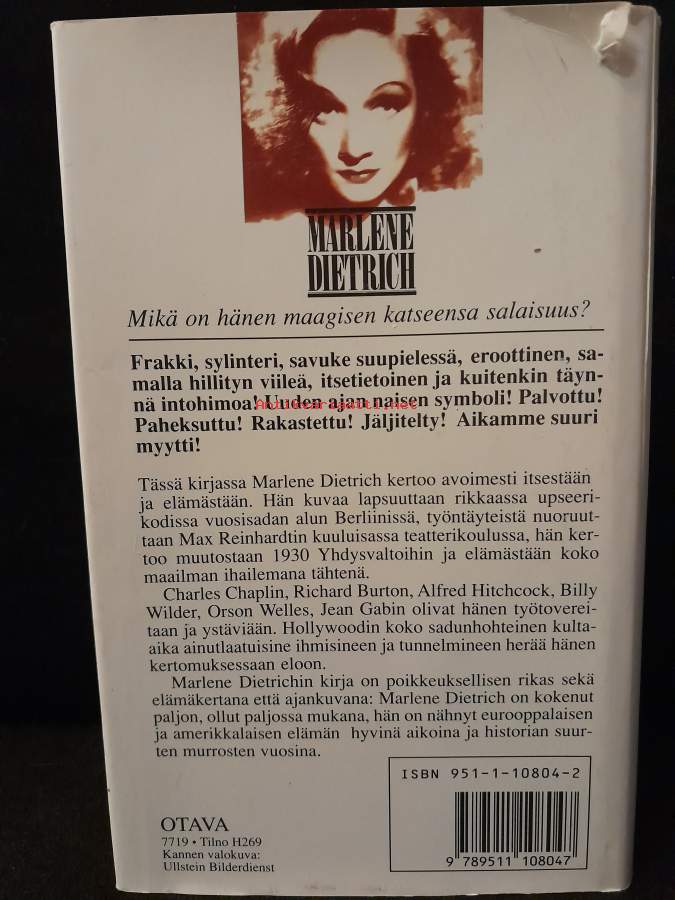 MARLENE
DIETRICH
Mikä on hänen maagisen katseensa salaisuus?
Frakki, sylinteri, savuke suupielessä, eroottinen, sa-
malla hillityn viileä, itsetietoinen ja kuitenkin täyn-
nä intohimoa! Uuden ajan naisen symboli! Palvottu!
Antikvariaatti.net
Paheksuttu! Rakastettu! Jäljitelty! Aikamme suuri
myytti!
Tässä kirjassa Marlene Dietrich kertoo avoimesti itsestään
ja elämästään. Hän kuvaa lapsuuttaan rikkaassa upseeri-
kodissa vuosisadan alun Berliinissä, työntäyteistä nuoruut-
taan Max Reinhardtin kuuluisassa teatterikoulussa, hän ker-
too muutostaan 1930 Yhdysvaltoihin ja elämästään koko
maailman ihailemana tähtenä.
Charles Chaplin, Richard Burton, Alfred Hitchcock, Billy
Wilder, Orson Welles, Jean Gabin olivat hänen työtoverei-
taan ja ystäviään. Hollywoodin koko sadunhohteinen kulta-
aika ainutlaatuisine ihmisineen ja tunnelmineen herää hänen
kertomuksessaan eloon.
Marlene Dietrichin kirja on poikkeuksellisen rikas sekä
elämäkertana että ajankuvana: Marlene Dietrich on kokenut
paljon, ollut paljossa mukana, hän on nähnyt eurooppalaisen
ja amerikkalaisen elämän hyvinä aikoina ja historian suur-
ten murrosten vuosina.
ISBN 951-1-10804-2
9 789511 108047
OTAVA
7719 • Tilno H269
Kannen valokuva:
Ullstein Bilderdienst